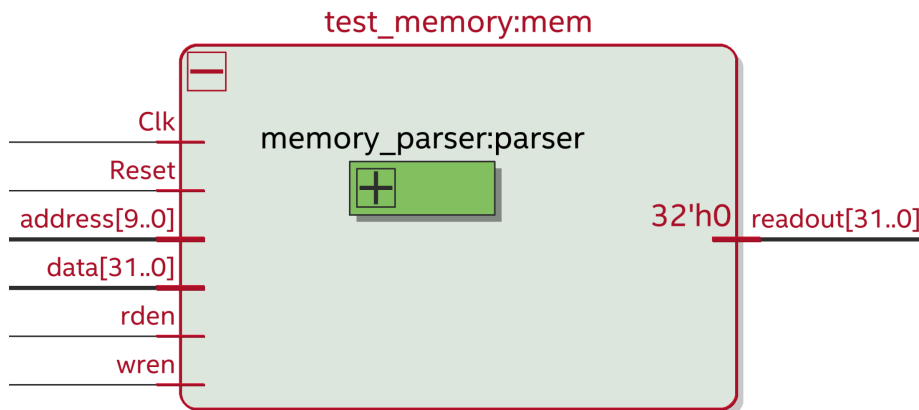 test_memory:mem
Clk
memory_parser:parser
Reset
address[9..0]
32'h0
readout[31..0]
data[31..0]
rden
wren